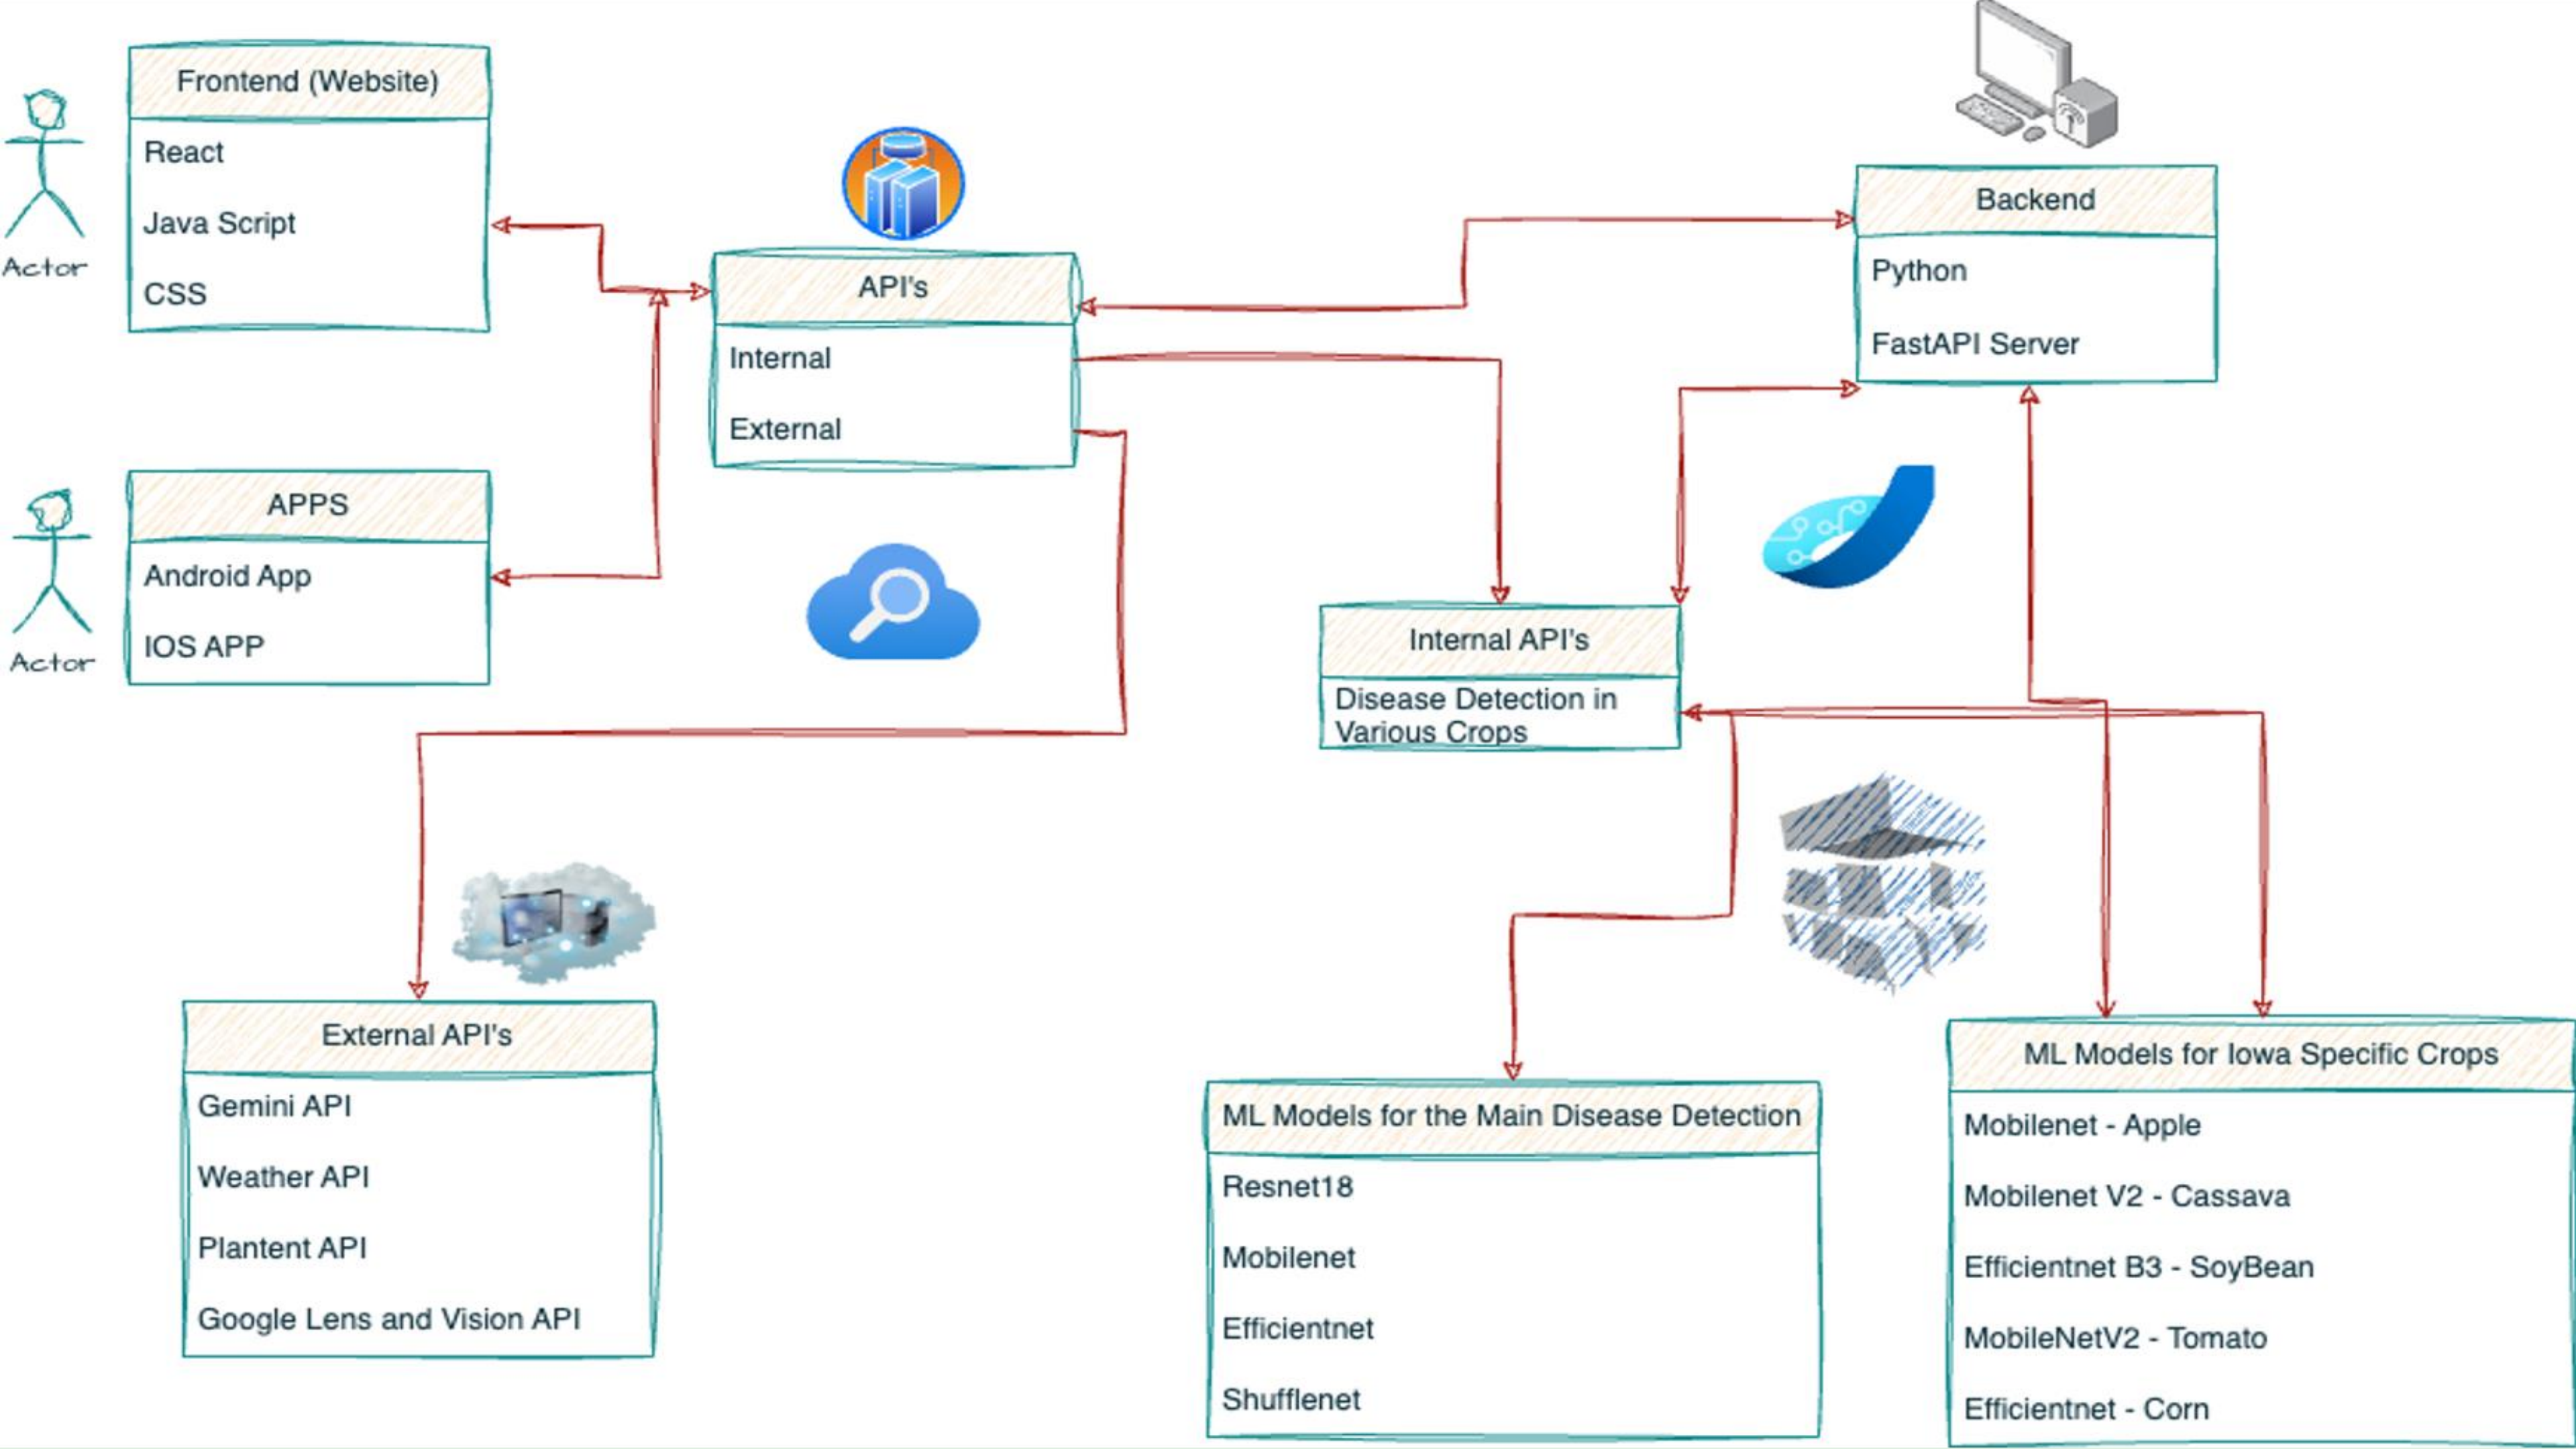 Frontend (Website)
React
Java Script
CSS
Actor
API's
Internal
External
Backend
Python
FastAPI Server
APPS
Android App
IOS APP
Actor
Internal API's
Disease Detection in
Various Crops
External API's
Gemini API
Weather API
Plantent API
Google Lens and Vision API
ML Models for the Main Disease Detection
Resnet18
Mobilenet
Efficientnet
Shufflenet
ML Models for Iowa Specific Crops
Mobilenet - Apple
Mobilenet V2 - Cassava
Efficientnet B3 - SoyBean
MobileNetV2 - Tomato
Efficientnet - Corn